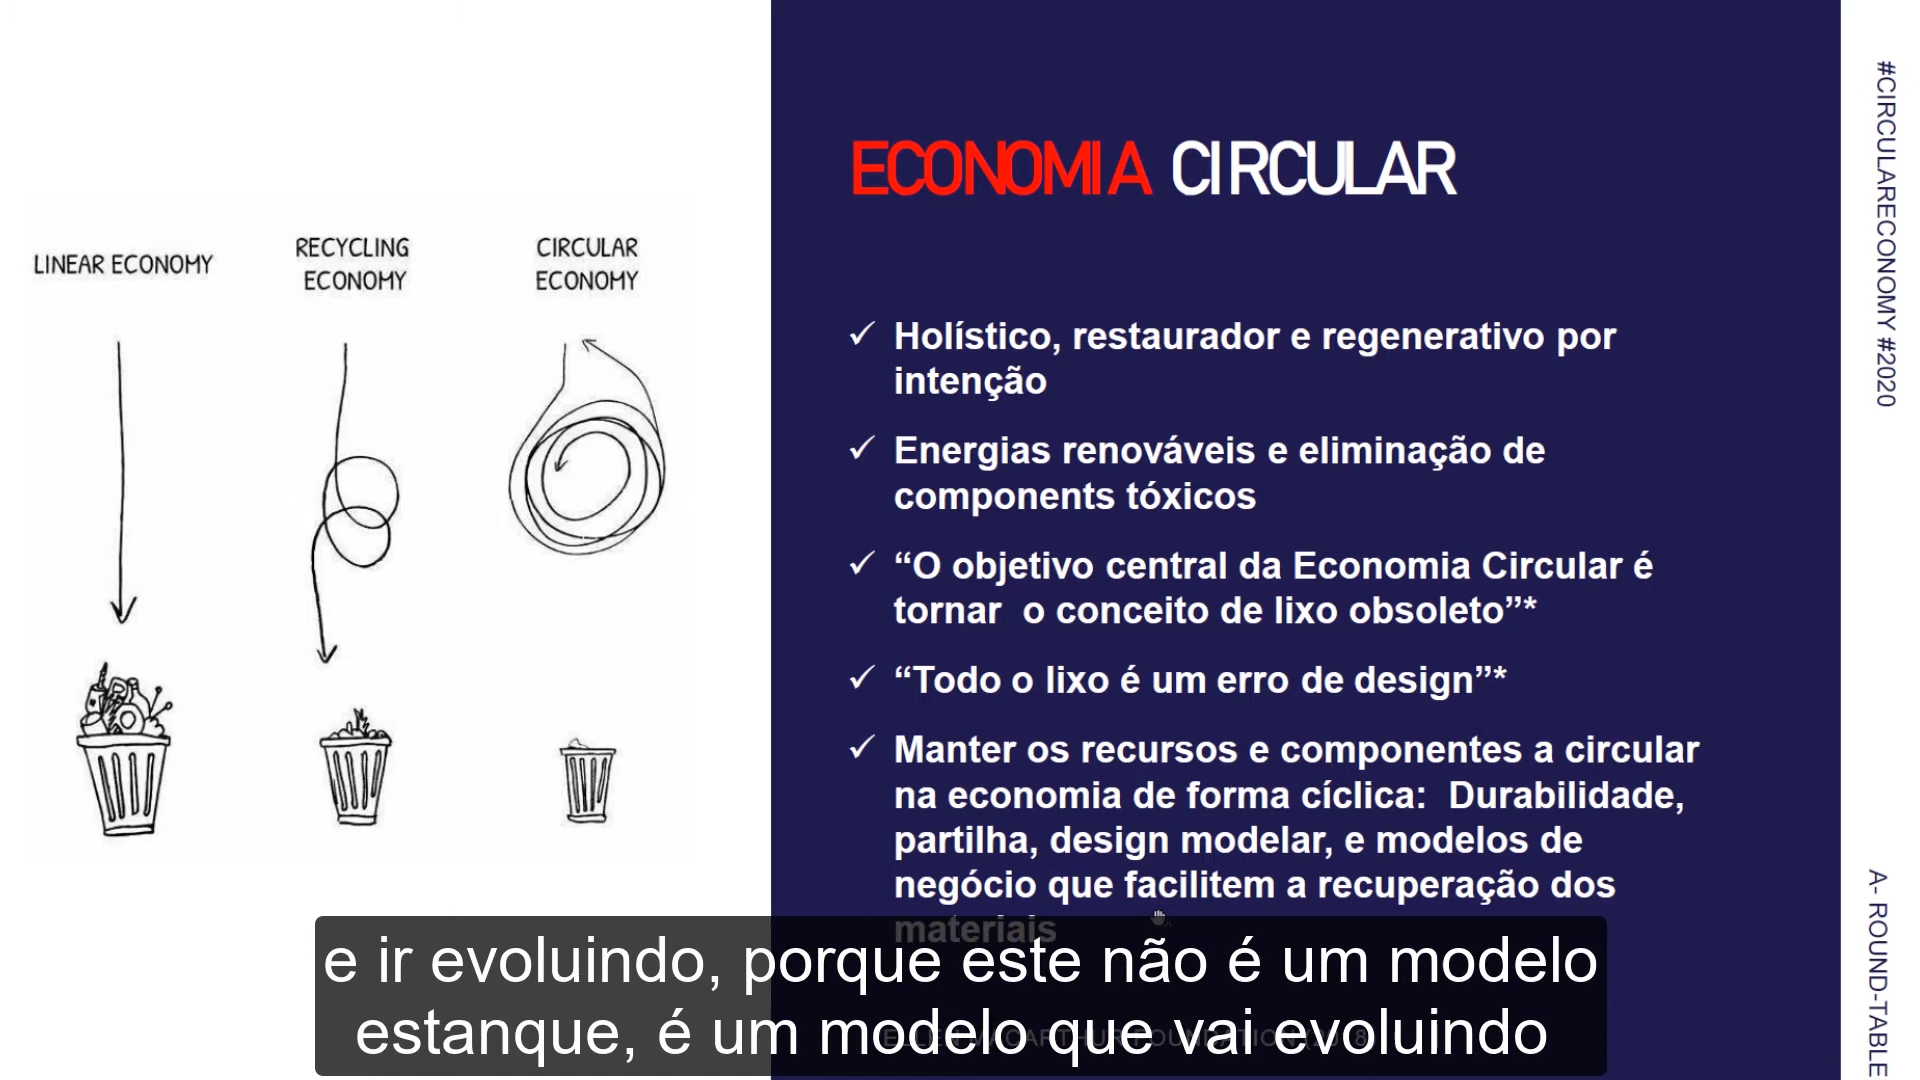 LINEAR ECONOMY
RECYCLING
ECONOMY
CIRCULAR
ECONOMY
ECONOMIA CIRCULAR
✓ Holístico, restaurador e regenerativo por
intenção
✓ Energias renováveis e eliminação de
components tóxicos
✓ “O objetivo central da Economia Circular é
tornar  o conceito de lixo obsoleto”*
✓ “Todo o lixo é um erro de design”*
✓ Manter os recursos e componentes a circular
na economia de forma cíclica:  Durabilidade,
partilha, design modelar, e modelos de
negócio que facilitem a recuperação dos
materiais
#CIRCULARECONOMY #2020
A- ROUND-TABLE
e ir evoluindo, porque este não é um modelo
estanque, é um modelo que vai evoluindo